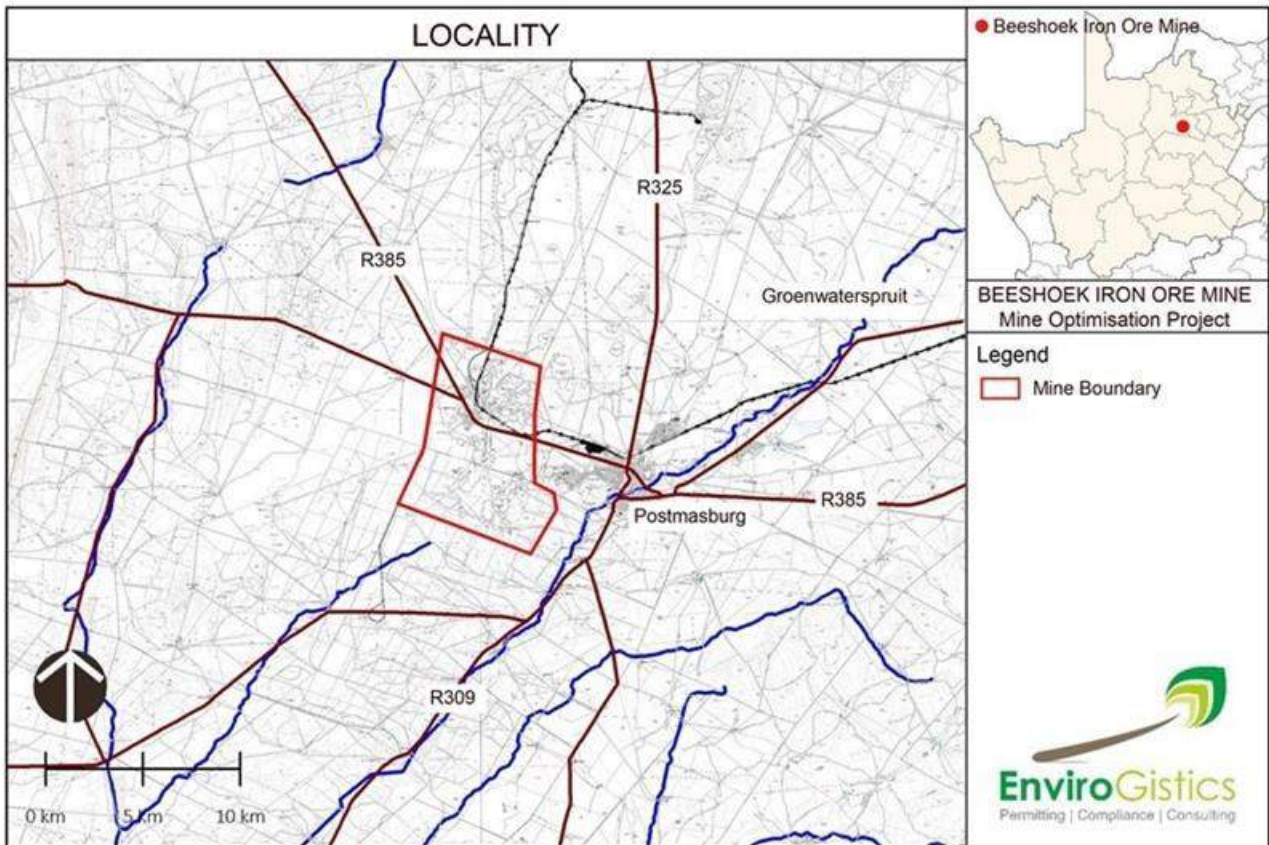 LOCALITY
Beeshoek Iron Ore Mine
R325
R385
Groenwaterspruit
BEESHOEK IRON ORE MINE
Mine Optimisation Project
Legend
Mine Boundary
R385
Postmasburg
R309
0 km 5 km 10 km
EnviroGistics
Permitting | Compliance | Consulting